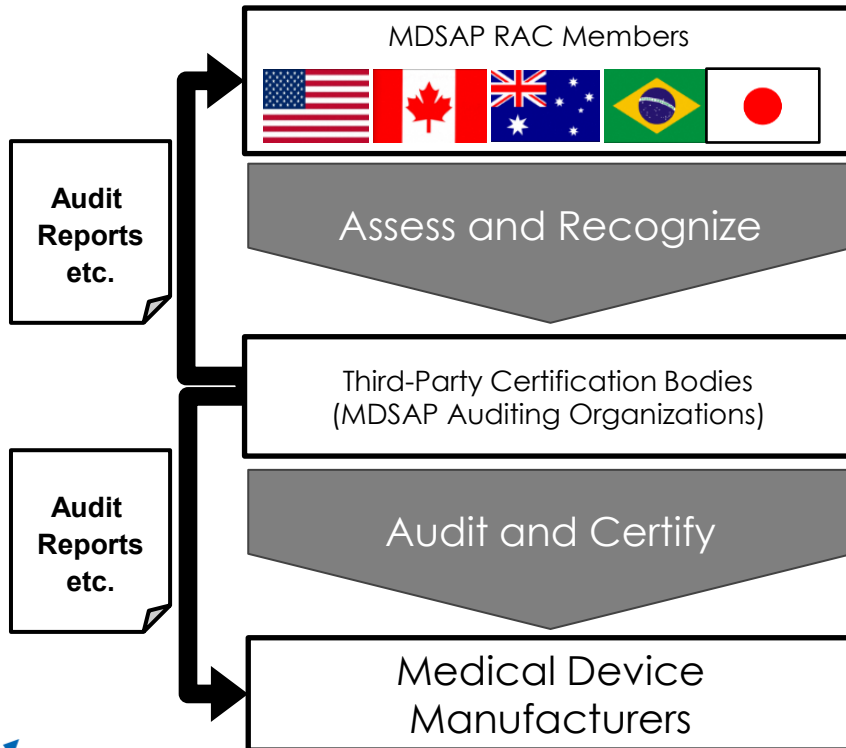 MDSAP RAC Members
Audit
Reports
etc.
Assess and Recognize
Third-Party Certification Bodies
(MDSAP Auditing Organizations)
Audit
Reports
etc.
Audit and Certify
Medical Device
Manufacturers